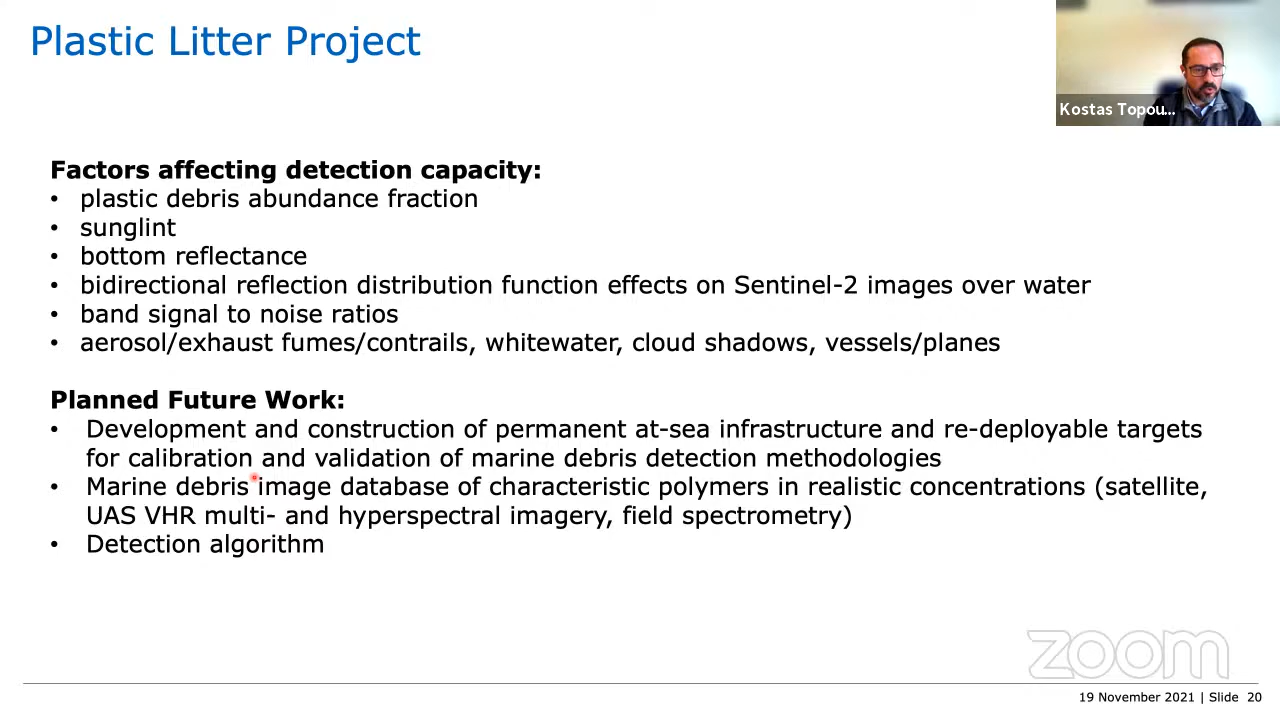 Plastic Litter Project
Kostas Topou...
Factors affecting detection capacity:
• plastic debris abundance fraction
• sunglint
• bottom reflectance
• bidirectional reflection distribution function effects on Sentinel-2 images over water
• band signal to noise ratios
• aerosol/exhaust fumes/contrails, whitewater, cloud shadows, vessels/planes
Planned Future Work:
• Development and construction of permanent at-sea infrastructure and re-deployable targets
for calibration and validation of marine debris detection methodologies
• Marine debris image database of characteristic polymers in realistic concentrations (satellite,
UAS VHR multi- and hyperspectral imagery, field spectrometry)
• Detection algorithm
zoom
19 November 2021 | Slide 20